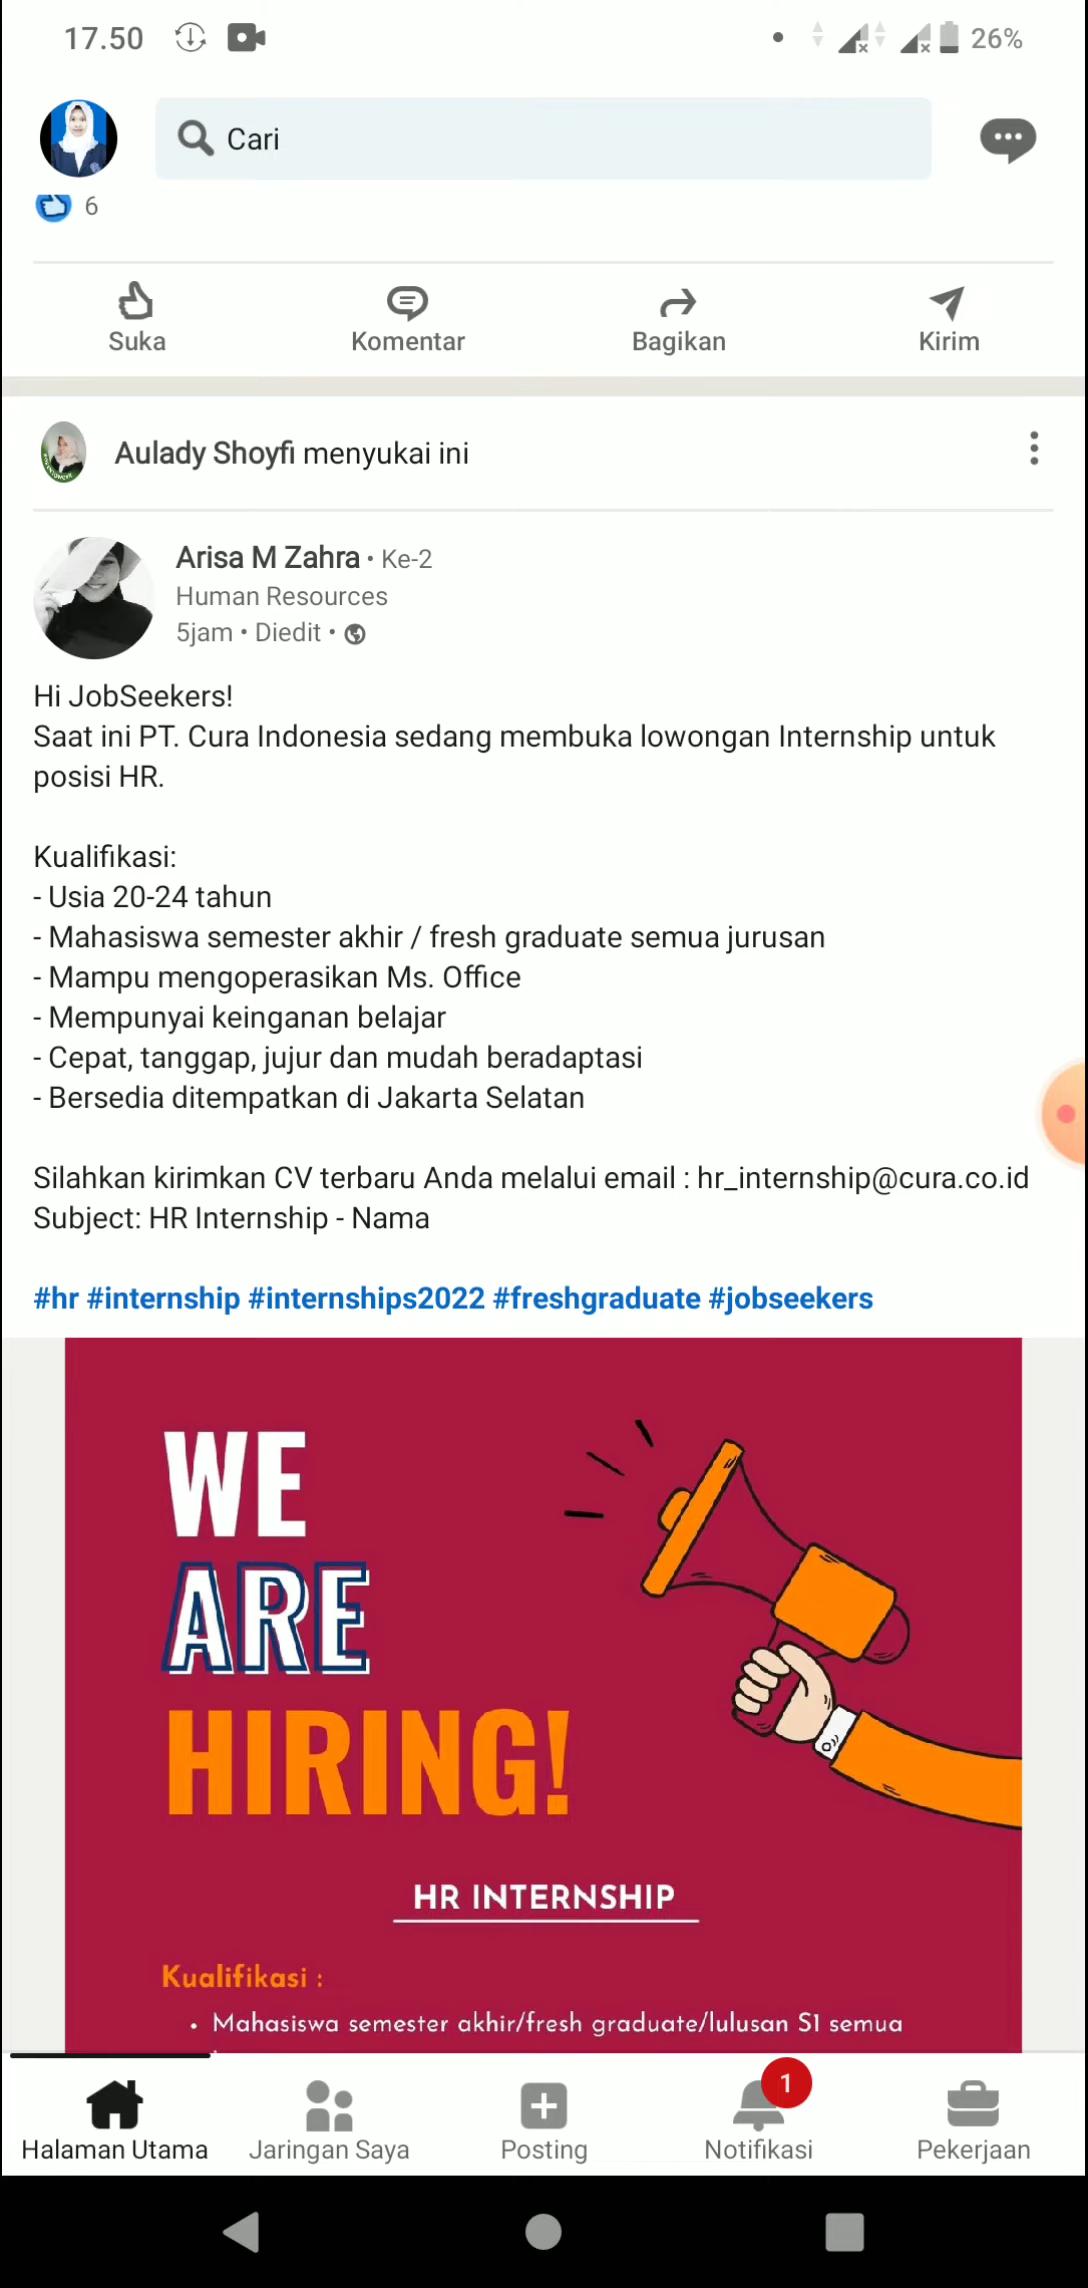 17.50
26%
Cari
6
Suka
Komentar
Bagikan
Kirim
Aulady Shoyfi menyukai ini
Arisa M Zahra • Ke-2
Human Resources
5jam • Diedit •
Hi JobSeekers!
Saat ini PT. Cura Indonesia sedang membuka lowongan Internship untuk
posisi HR.
Kualifikasi:
- Usia 20-24 tahun
- Mahasiswa semester akhir / fresh graduate semua jurusan
- Mampu mengoperasikan Ms. Office
- Mempunyai keinganan belajar
- Cepat, tanggap, jujur dan mudah beradaptasi
- Bersedia ditempatkan di Jakarta Selatan
Silahkan kirimkan CV terbaru Anda melalui email : hr_internship@cura.co.id
Subject: HR Internship - Nama
#hr #internship #internships2022 #freshgraduate #jobseekers
WE
ARE
HIRING!
HR INTERNSHIP
Kualifikasi :
• Mahasiswa semester akhir/fresh graduate/lulusan S1 semua
1
Halaman Utama
Jaringan Saya
Posting
Notifikasi
Pekerjaan